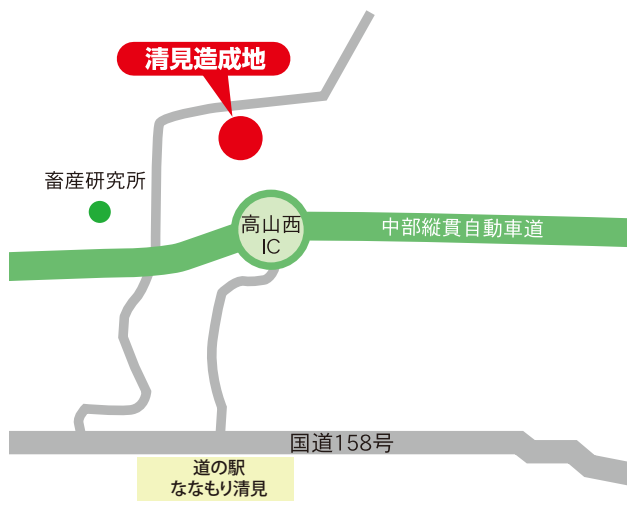 清見造成地
畜産研究所
高山西
IC
中部縦貫自動車道
国道158号
道の駅
ななもり清見